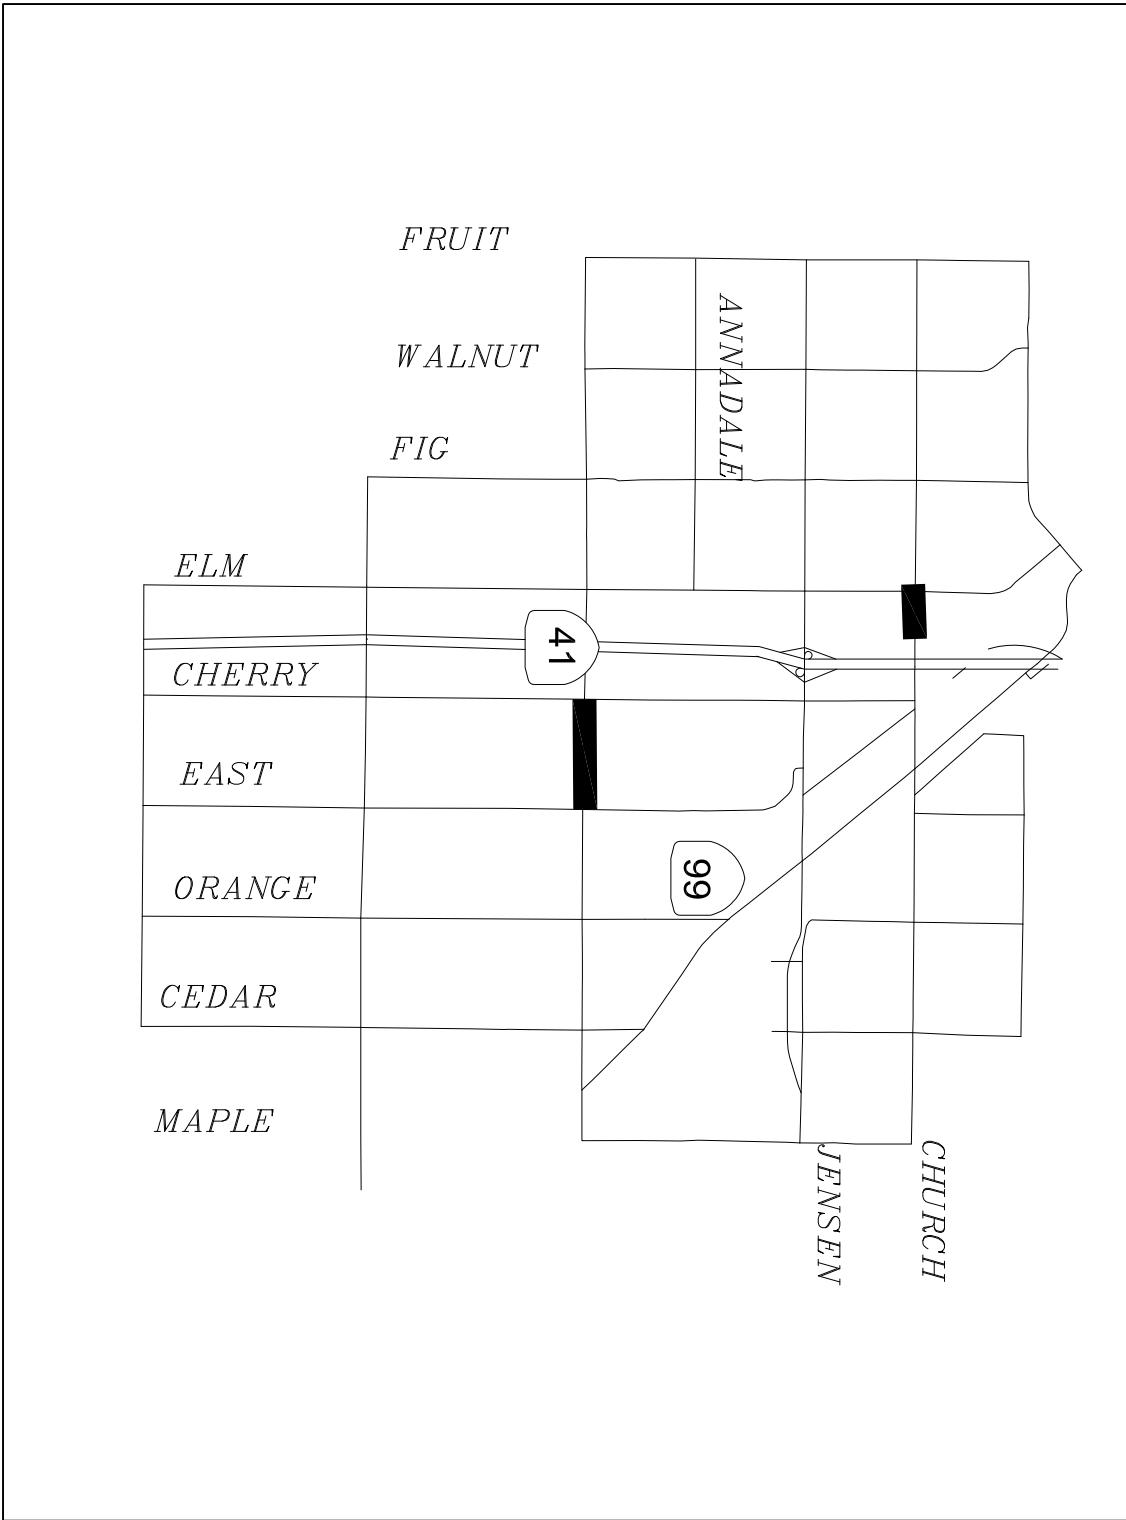 FRUIT
ANNADALE
WALNUT
FIG
ELM
41
CHERRY
EAST
99
ORANGE
CEDAR
MAPLE
JENSEN
CHURCH